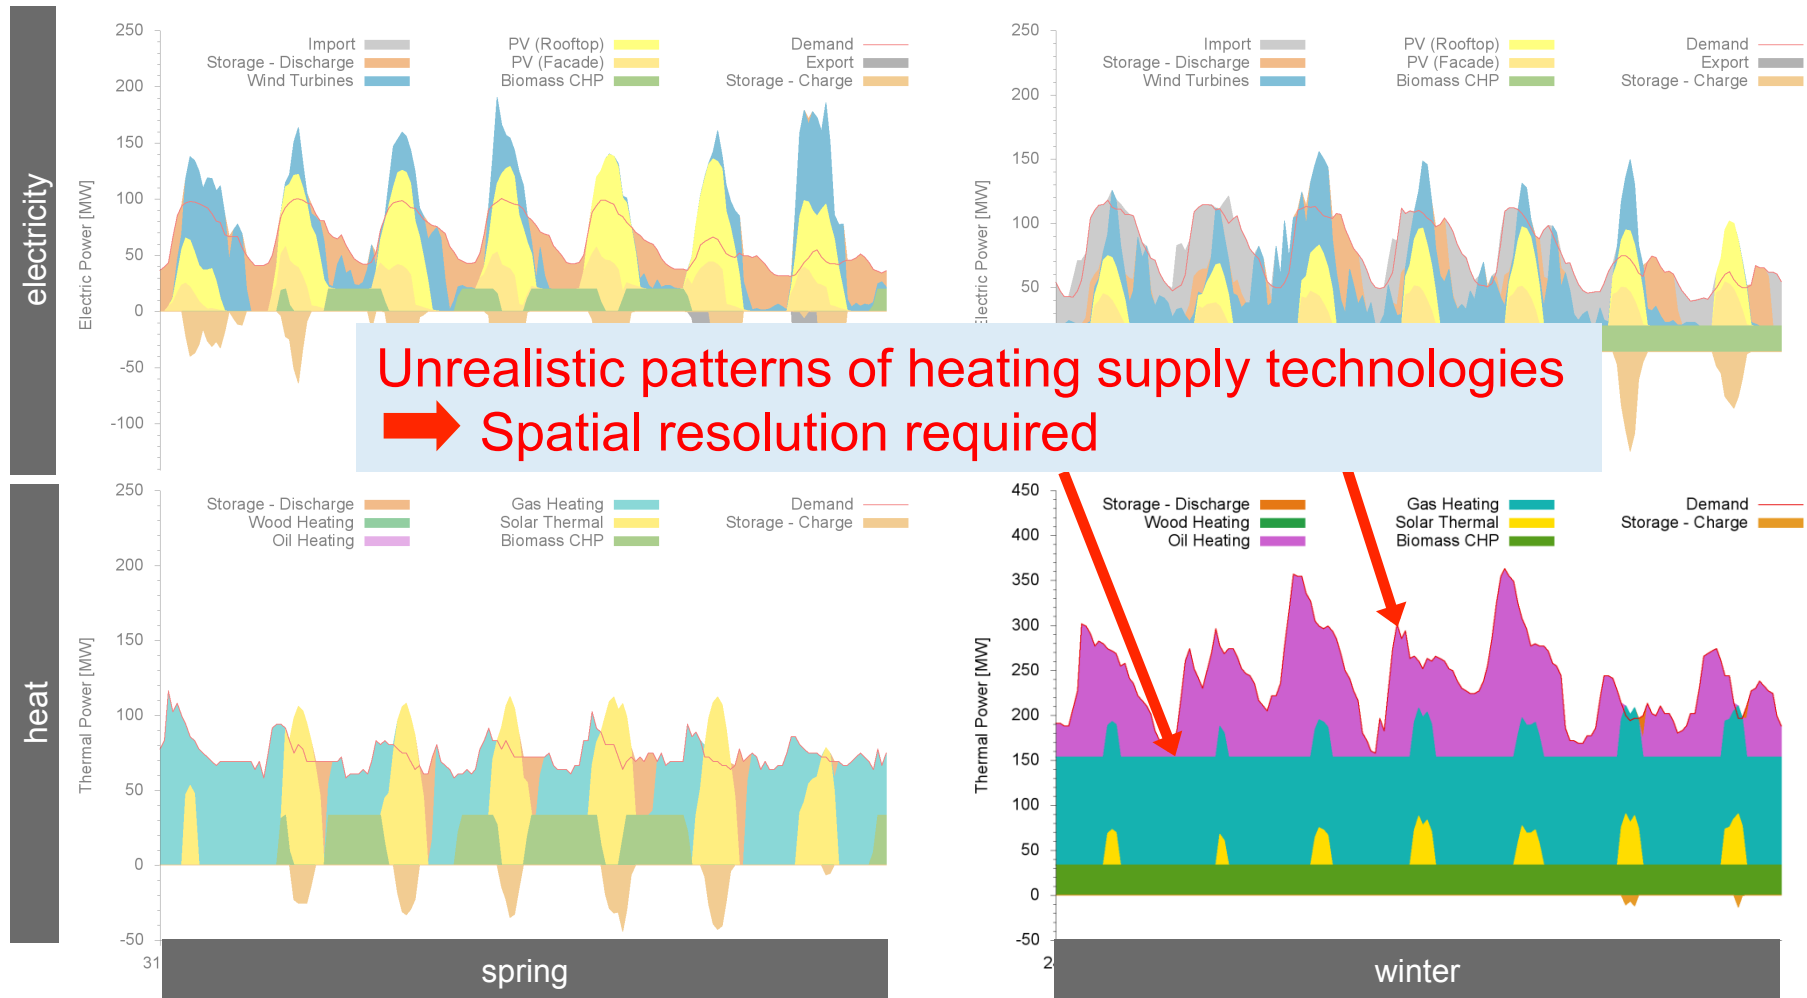 electricity
250
200
150
100
50
0
-50
-100
Electric Power [MW]
Import
Storage - Discharge
Wind Turbines
PV (Rooftop)
PV (Facade)
Biomass CHP
Demand
Export
Storage - Charge
250
200
150
100
50
Electric Power [MW]
Import
Storage - Discharge
Wind Turbines
PV (Rooftop)
PV (Facade)
Biomass CHP
Demand
Export
Storage - Charge
Unrealistic patterns of heating supply technologies
Spatial resolution required
heat
250
200
150
100
50
0
-50
Thermal Power [MW]
Storage - Discharge
Wood Heating
Oil Heating
Gas Heating
Solar Thermal
Biomass CHP
Demand
Storage - Charge
31
spring
450
400
350
300
250
200
150
100
50
0
-50
Thermal Power [MW]
Storage - Discharge
Wood Heating
Oil Heating
Gas Heating
Solar Thermal
Biomass CHP
Demand
Storage - Charge
2
winter